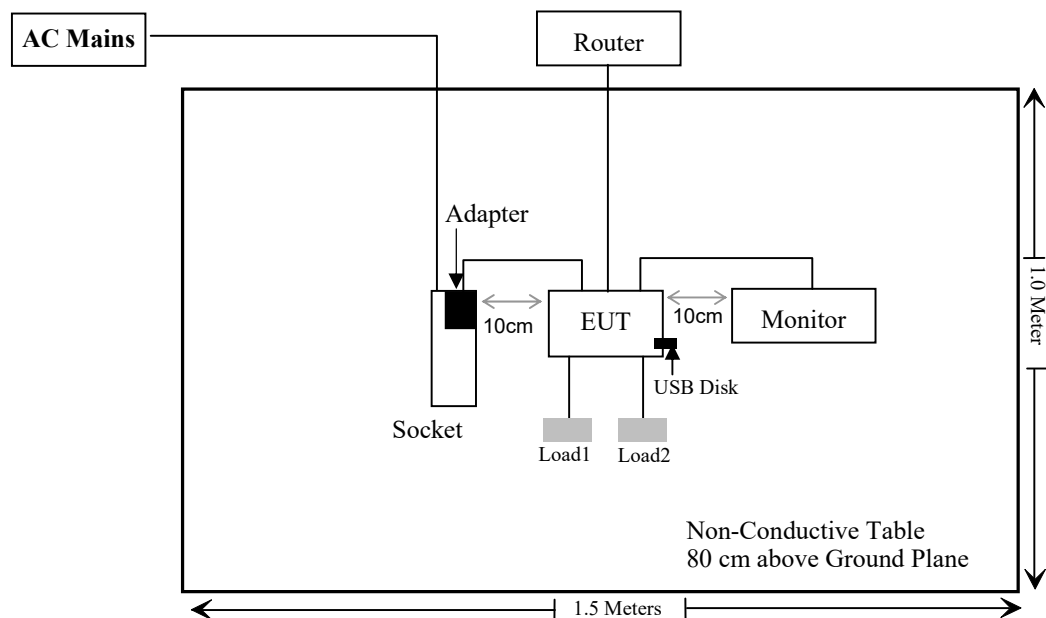 AC Mains
Router
Adapter
10cm
EUT
10cm
Monitor
USB Disk
Socket
Load1
Load2
Non-Conductive Table
80 cm above Ground Plane
1.0 Meter
1.5 Meters